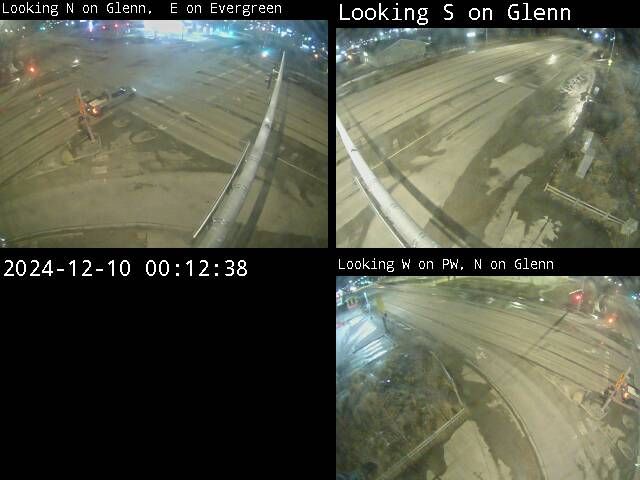 Looking N on Glenn,  E on Evergreen
Looking S on Glenn
2024-12-10 00:12:38
Looking W on PW, N on Glenn